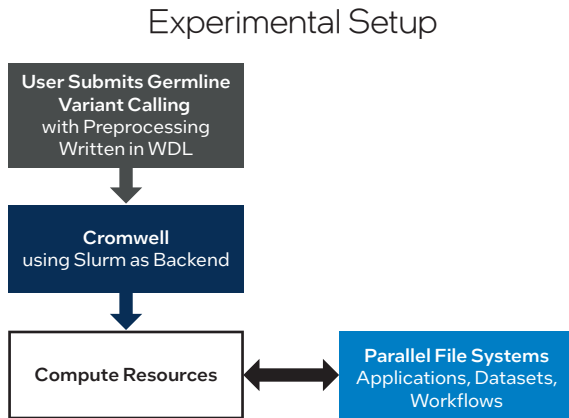 Experimental Setup
User Submits Germline
Variant Calling
with Preprocessing
Written in WDL
Cromwell
using Slurm as Backend
Compute Resources
Parallel File Systems
Applications, Datasets,
Workflows